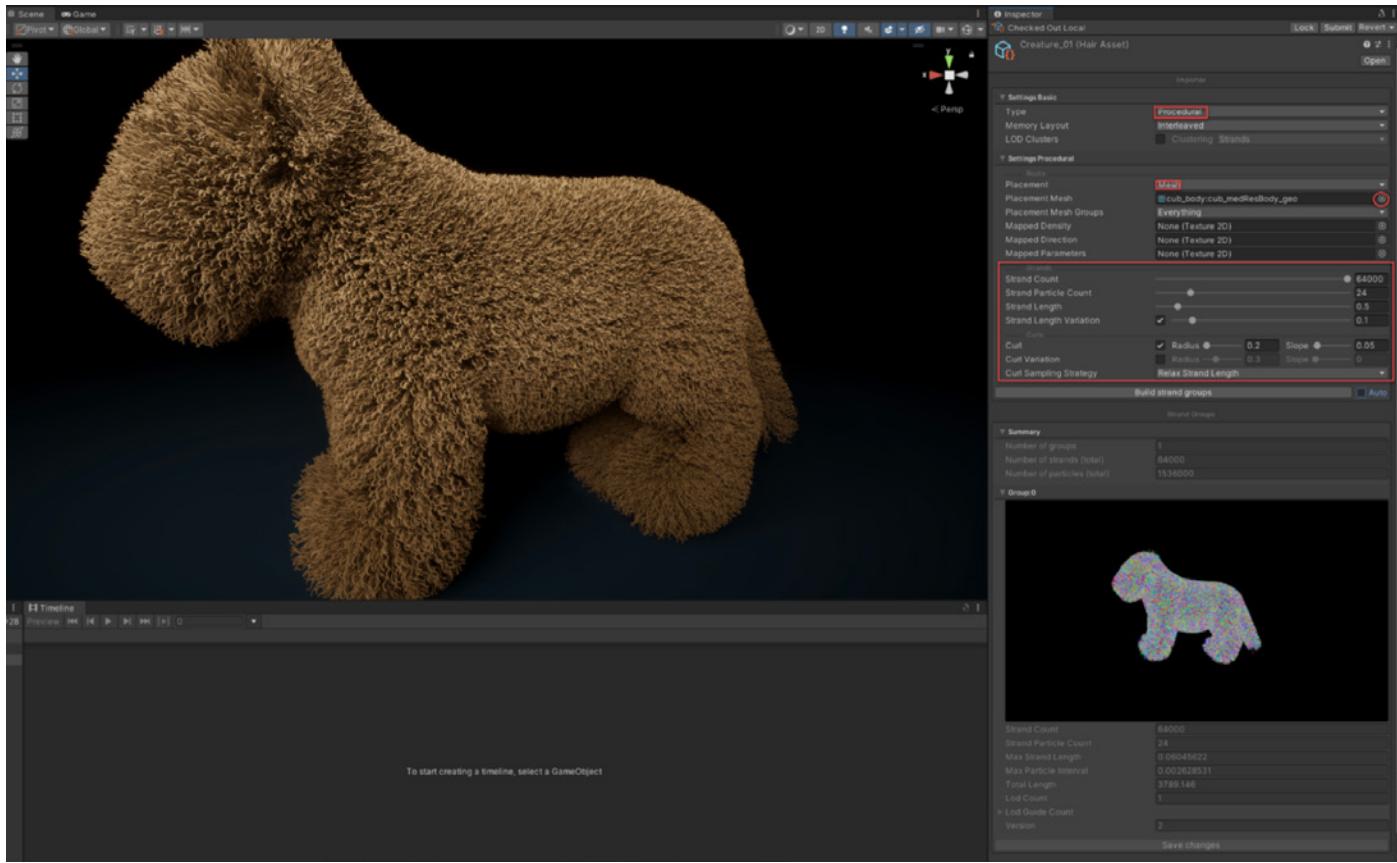 Scene Game
Pivot Global
2D
Y
X
< Persp
Timeline
28 Preview 0
To start creating a timeline, select a GameObject
Inspector
Checked Out Local Lock Submit Revert
Creature_01 (Hair Asset)
Open
Importer
Settings Basic
Type Procedural
Memory Layout Interleaved
LOD Clusters Clustering Strands
Settings Procedural
Roots
Placement Mesh
Placement Mesh cub_body:cub_medResBody_geo
Placement Mesh Groups Everything
Mapped Density None (Texture 2D)
Mapped Direction None (Texture 2D)
Mapped Parameters None (Texture 2D)
Strands
Strand Count 64000
Strand Particle Count 24
Strand Length 0.5
Strand Length Variation 0.1
Curls
Curl Radius 0.2 Slope 0.05
Curl Variation Radius 0.3 Slope 0
Curl Sampling Strategy Relax Strand Length
Build strand groups Auto
Strand Groups
Summary
Number of groups 1
Number of strands (total) 64000
Number of particles (total) 1536000
Group:0
Strand Count 64000
Strand Particle Count 24
Max Strand Length 0.06045622
Max Particle Interval 0.002628531
Total Length 3789.146
Lod Count 1
Lod Guide Count
Version 2
Save changes